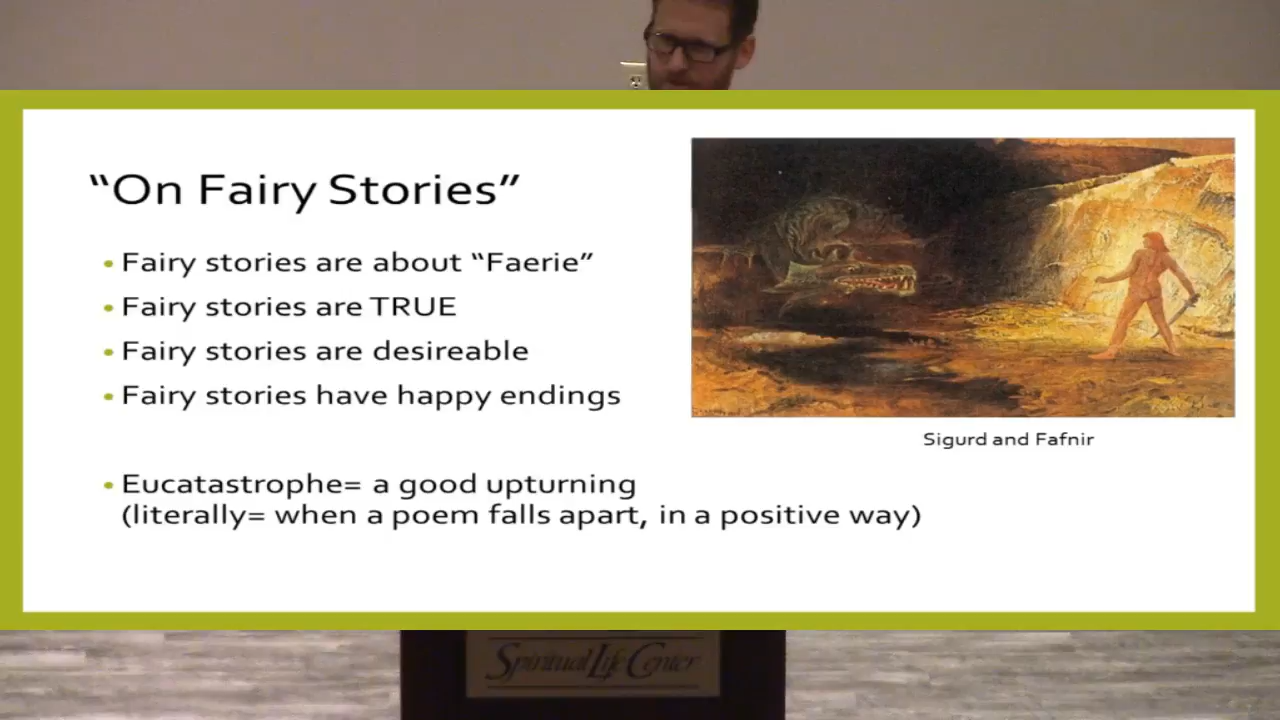 “On Fairy Stories”
• Fairy stories are about “Faerie”
• Fairy stories are TRUE
• Fairy stories are desireable
• Fairy stories have happy endings
Sigurd and Fafnir
• Eucatastrophe= a good upturning
(literally= when a poem falls apart, in a positive way)
Spiritual Life Center